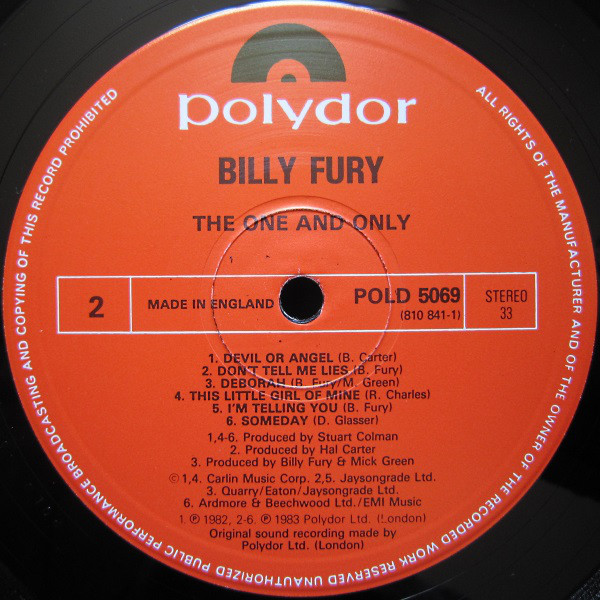 polydor
BILLY FURY
THE ONE AND ONLY
2
MADE IN ENGLAND
POLD 5069
(810 841-1)
STEREO
33
1. DEVIL OR ANGEL (B. Carter)
2. DON'T TELL ME LIES (B. Fury)
3. DEBORAH (R. Fury/M. Green)
4. THIS LITTLE GIRL OF MINE (R. Charles)
5. I'M TELLING YOU (B. Fury)
6. SOMEDAY (D. Glasser)
1,4-6. Produced by Stuart Colman
2. Produced by Hal Carter
3. Produced by Billy Fury & Mick Green
©1,4. Carlin Music Corp. 2,5. Jaysongrade Ltd.
3. Quarry/Eaton/Jaysongrade Ltd.
6. Ardmore & Beechwood Ltd./EMI Music
1. ℗ 1982, 2-6. ℗ 1983 Polydor Ltd. (London)
Original sound recording made by
Polydor Ltd. (London)
ALL RIGHTS OF THE MANUFACTURER AND OF THE OWNER OF THE RECORDED WORK RESERVED UNAUTHORIZED PUBLIC PERFORMANCE BROADCASTING AND COPYING OF THIS RECORD PROHIBITED